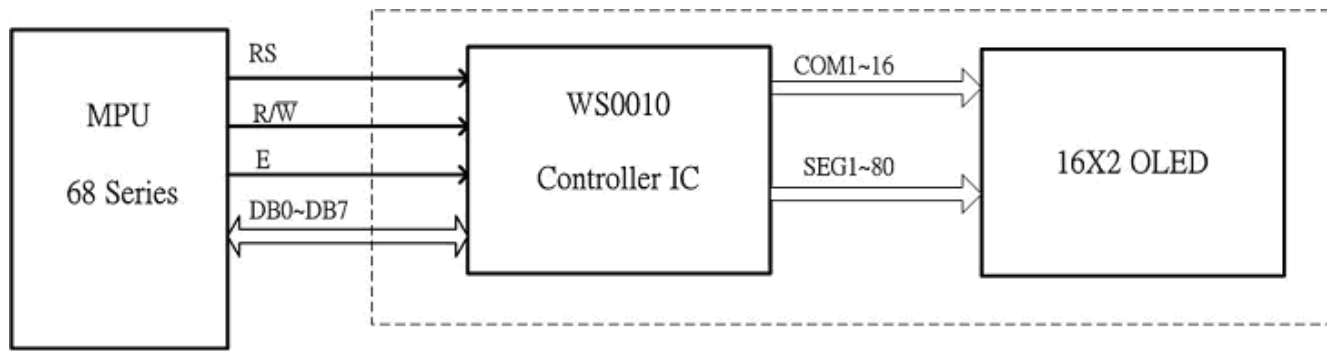 MPU
68 Series
RS
R/W̅
E
DB0~DB7
WS0010
Controller IC
COM1~16
SEG1~80
16X2 OLED